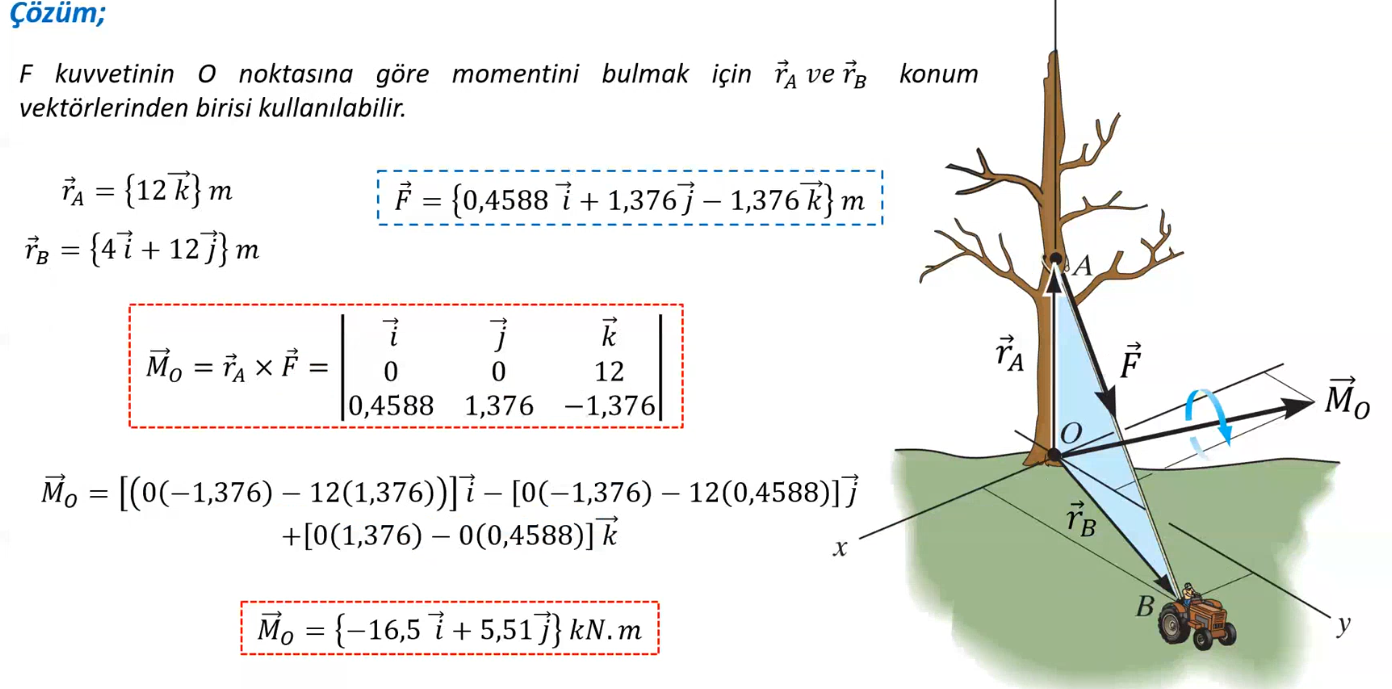 Çözüm;
F kuvvetinin O noktasına göre momentini bulmak için r⃗_A ve r⃗_B konum
vektörlerinden birisi kullanılabilir.
r⃗_A = {12 k⃗} m
F⃗ = {0,4588 i⃗ + 1,376 j⃗ − 1,376 k⃗} m
r⃗_B = {4 i⃗ + 12 j⃗} m
M⃗_O = r⃗_A × F⃗ = | i⃗ j⃗ k⃗ |
0 0 12
0,4588 1,376 −1,376
M⃗_O = [(0(−1,376) − 12(1,376))] i⃗ − [0(−1,376) − 12(0,4588)] j⃗
+[0(1,376) − 0(0,4588)] k⃗
M⃗_O = {−16,5 i⃗ + 5,51 j⃗} kN.m
A
r⃗_A
F⃗
M⃗_O
O
r⃗_B
x
B
y